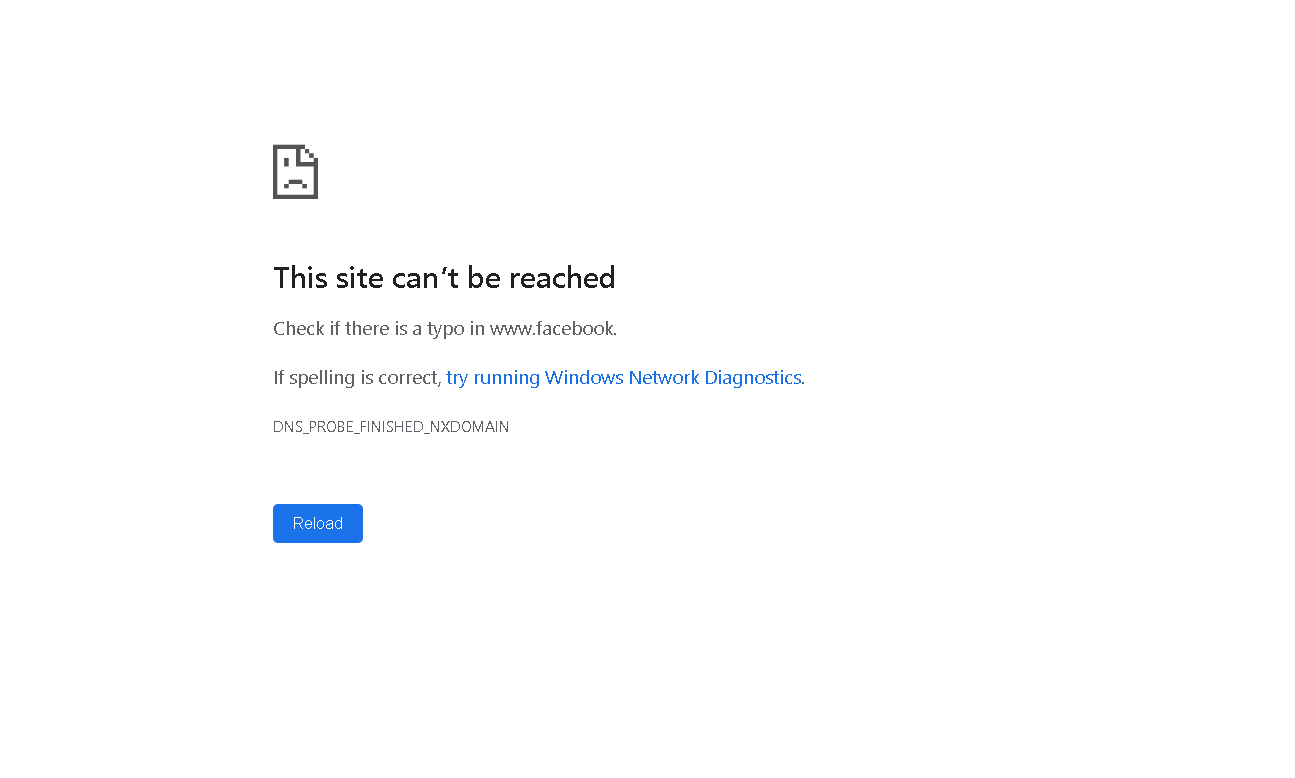 This site can’t be reached
Check if there is a typo in www.facebook.
If spelling is correct, try running Windows Network Diagnostics.
DNS_PROBE_FINISHED_NXDOMAIN
Reload